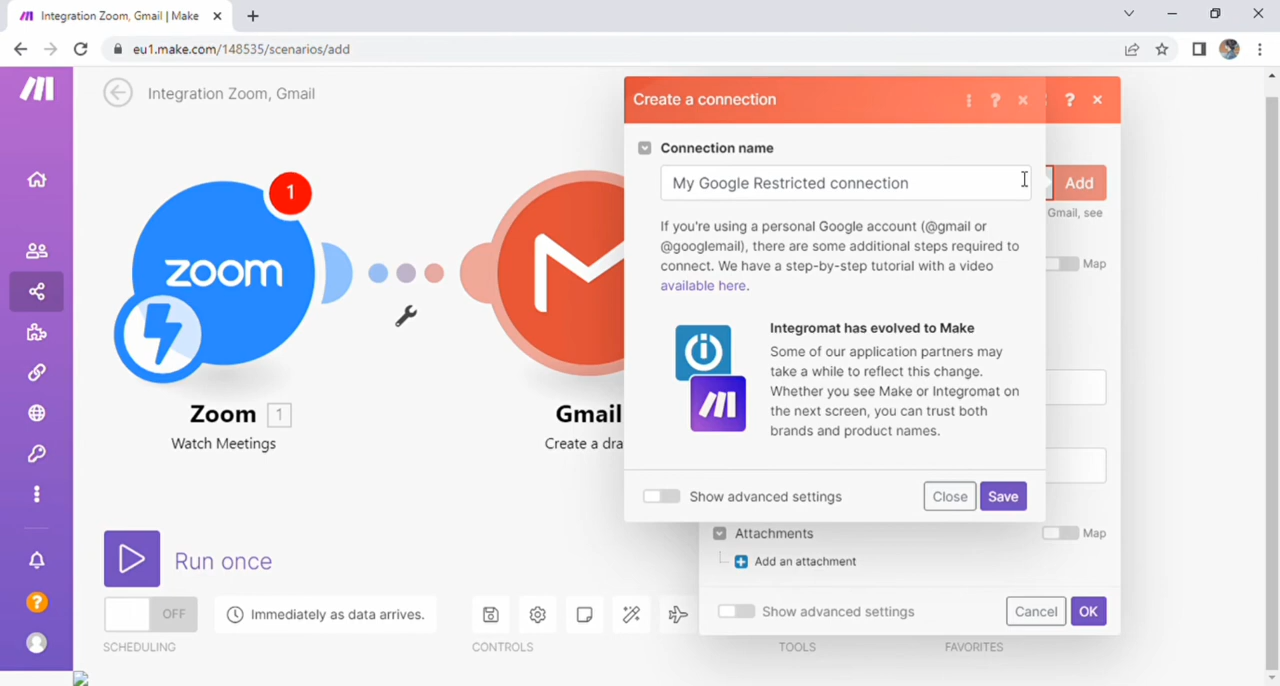 Integration Zoom, Gmail | Make
eu1.make.com/148535/scenarios/add
Integration Zoom, Gmail
1
zoom
Zoom 1
Watch Meetings
Gmail
Create a dra
Create a connection
? 
?
Connection name
My Google Restricted connection
Add
If you're using a personal Google account (@gmail or
@googlemail), there are some additional steps required to
connect. We have a step-by-step tutorial with a video
available here.
Gmail, see
Map
Integromat has evolved to Make
Some of our application partners may
take a while to reflect this change.
Whether you see Make or Integromat on
the next screen, you can trust both
brands and product names.
Show advanced settings
Close
Save
Attachments
Map
Add an attachment
Show advanced settings
Cancel
OK
Run once
OFF
Immediately as data arrives.
SCHEDULING
CONTROLS
TOOLS
FAVORITES
?